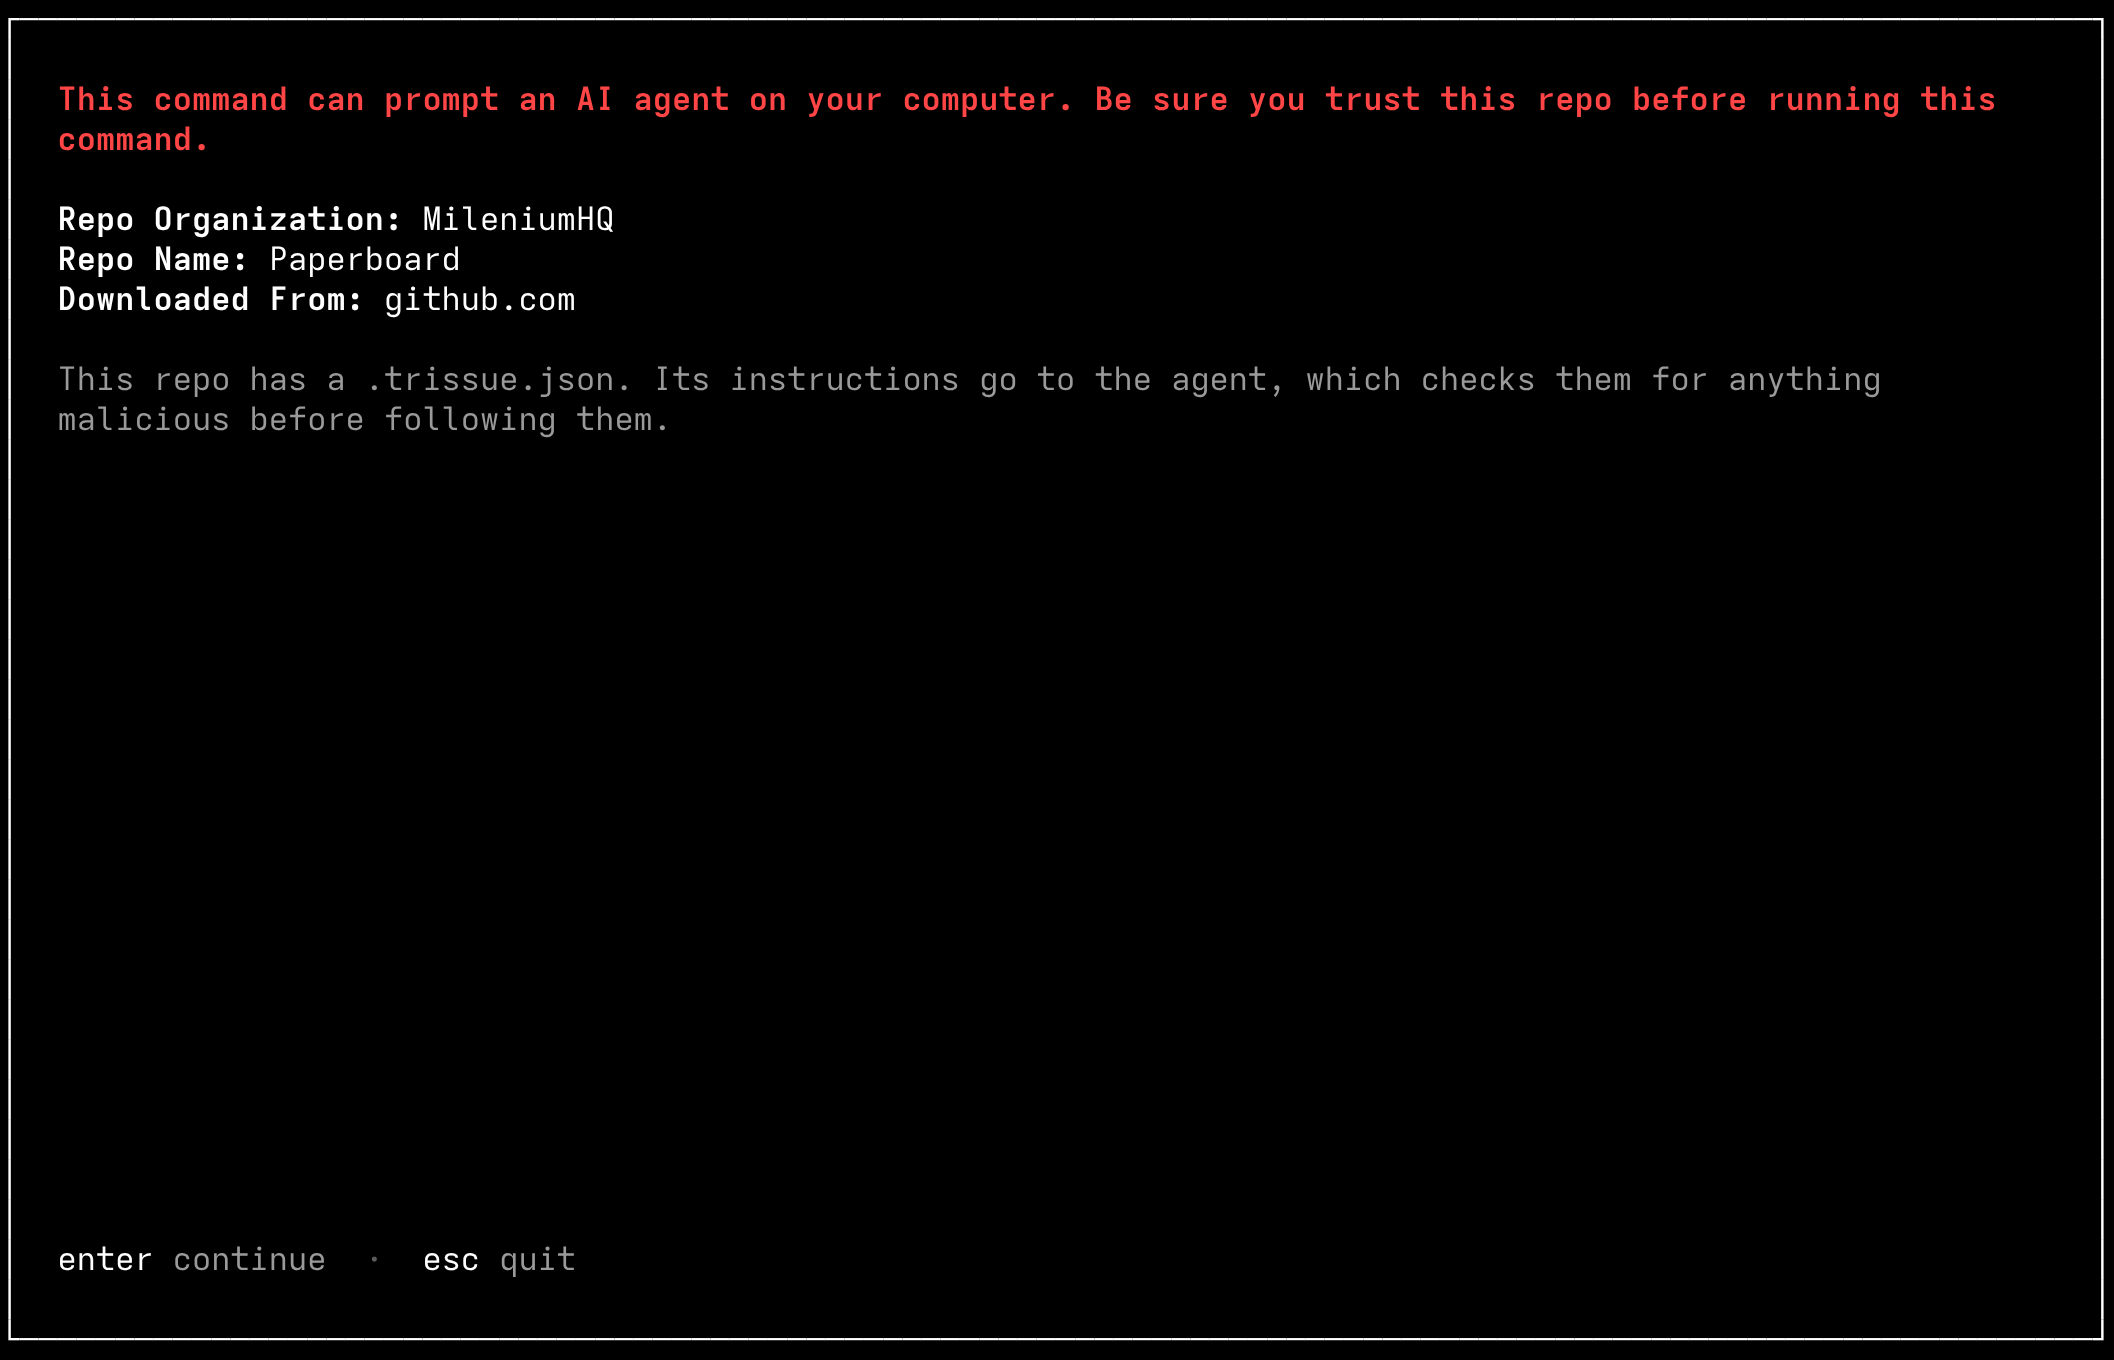 This command can prompt an AI agent on your computer. Be sure you trust this repo before running this
command.
Repo Organization: MileniumHQ
Repo Name: Paperboard
Downloaded From: github.com
This repo has a .trissue.json. Its instructions go to the agent, which checks them for anything
malicious before following them.
enter continue · esc quit